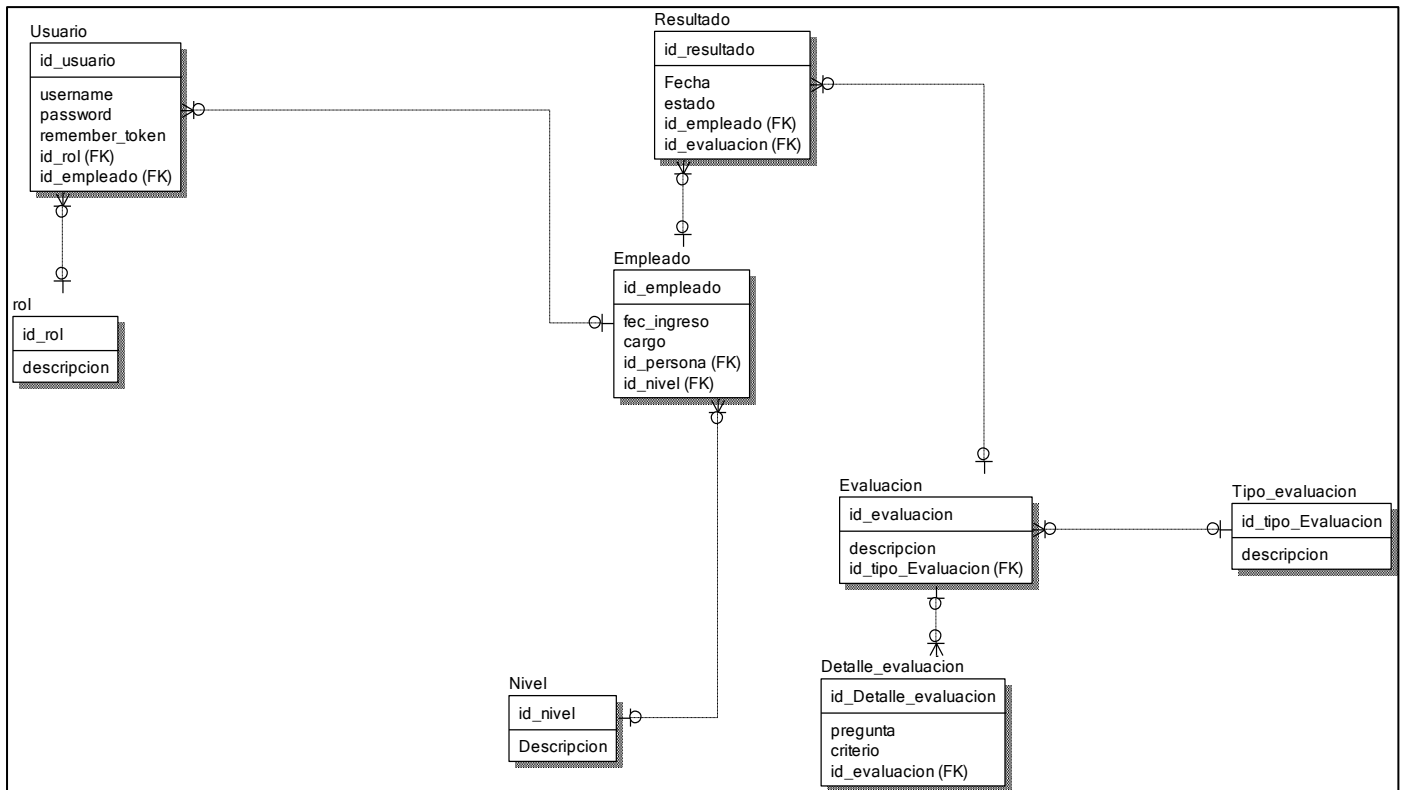 Usuario
id_usuario
username
password
remember_token
id_rol (FK)
id_empleado (FK)
Resultado
id_resultado
Fecha
estado
id_empleado (FK)
id_evaluacion (FK)
rol
id_rol
descripcion
Empleado
id_empleado
fec_ingreso
cargo
id_persona (FK)
id_nivel (FK)
Evaluacion
id_evaluacion
descripcion
id_tipo_Evaluacion (FK)
Tipo_evaluacion
id_tipo_Evaluacion
descripcion
Nivel
id_nivel
Descripcion
Detalle_evaluacion
id_Detalle_evaluacion
pregunta
criterio
id_evaluacion (FK)